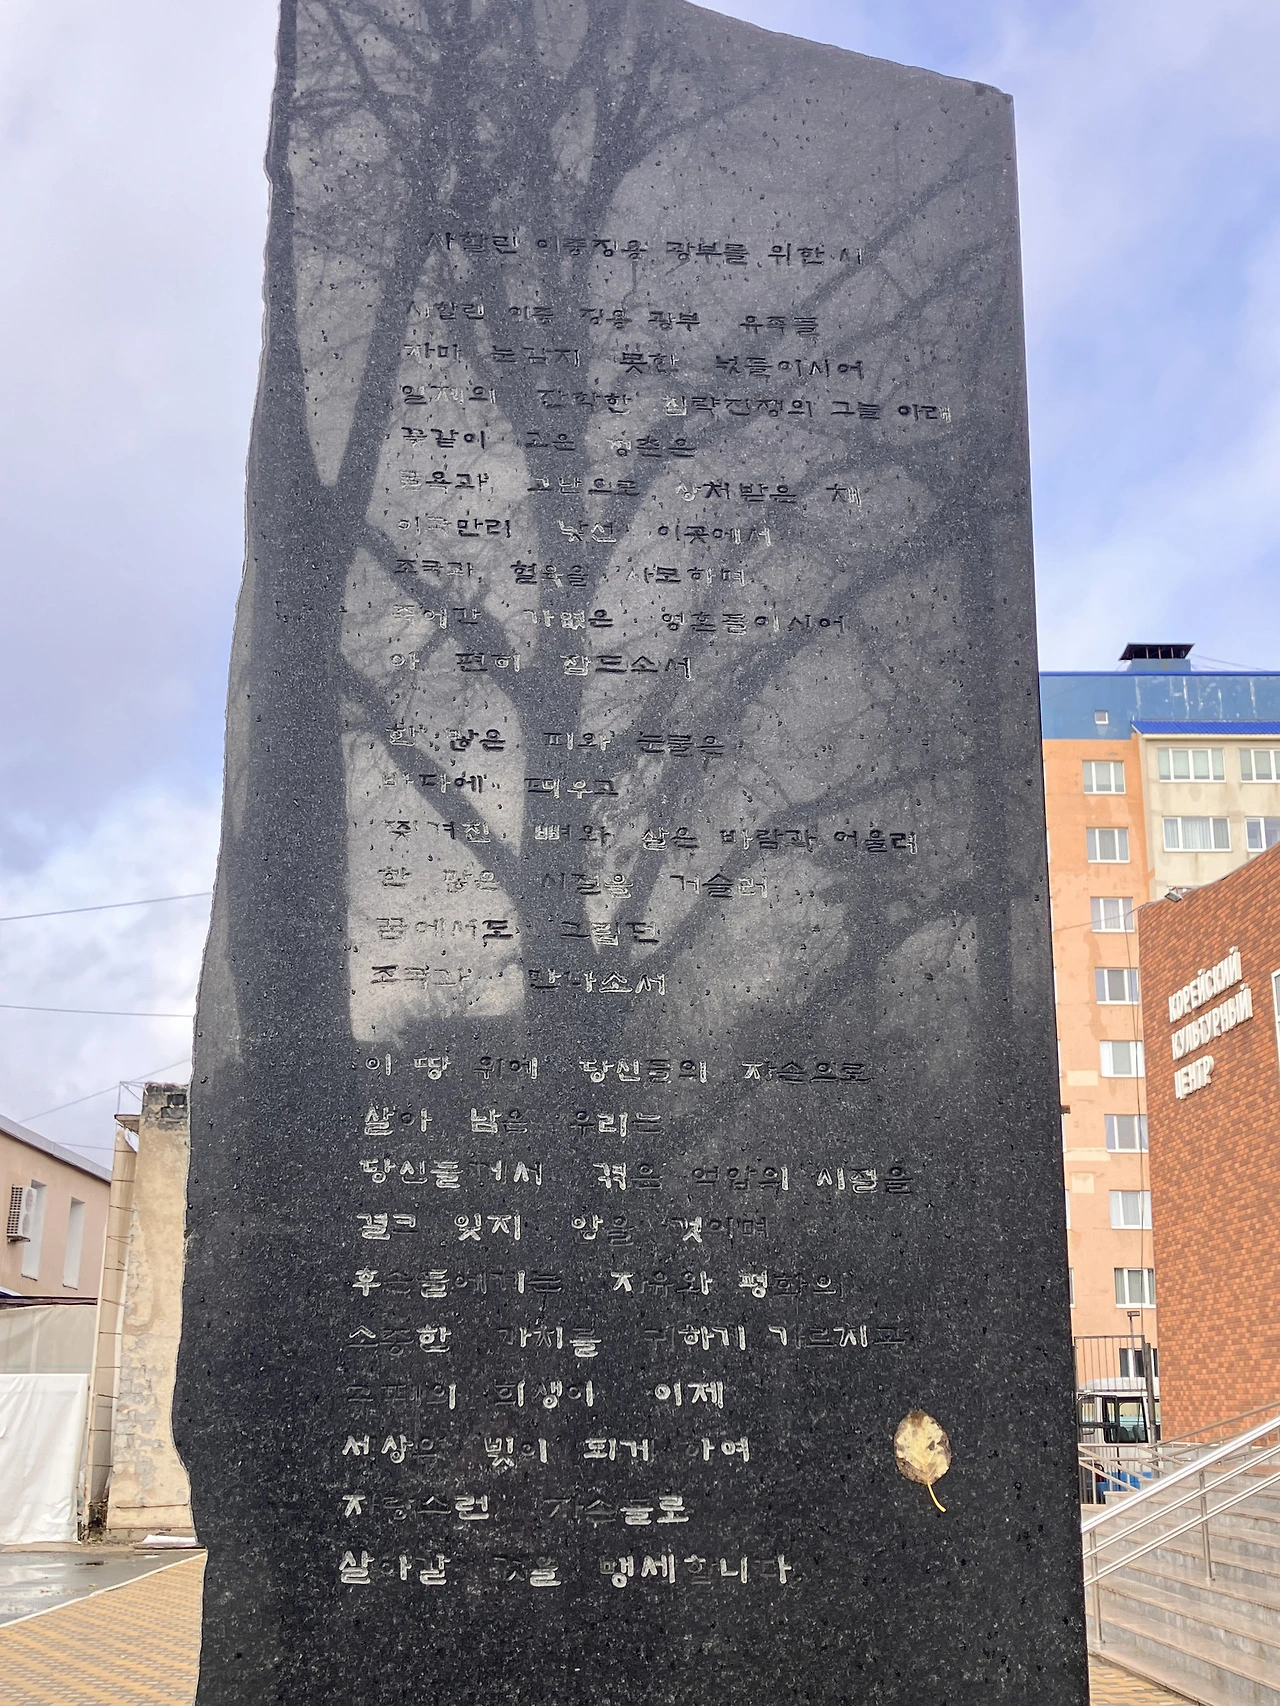 사할린 이중징용 광부를 위한 시
사할린 이중 징용 광부 유족들
차마 눈감지 못한 넋들이시여
일제의 잔학한 침략전쟁의 그늘 아래
꽃같이 고운 청춘은
굴욕과 고난으로 상처받은 채
이국만리 낯선 이곳에서
조국과 혈육을 사모하며
죽어간 가엾은 영혼들이시여
아 편히 잠드소서
한 많은 피와 눈물은
바다에 띄우고
찢겨진 뼈와 살은 바람과 어울려
한 많은 시절을 거슬러
꿈에서도 그립던
조국과 만나소서
이 땅 위에 당신들의 자손으로
살아 남은 우리는
당신들께서 겪은 억압의 시절을
결코 잊지 않을 것이며
후손들에게는 자유와 평화의
소중한 가치를 귀하게 가르치고
그때의 희생이 이제
세상의 빛이 되게 하여
자랑스런 자손들로
살아갈 것을 맹세합니다
КОРЕЙСКИЙ
КУЛЬТУРНЫЙ
ЦЕНТР